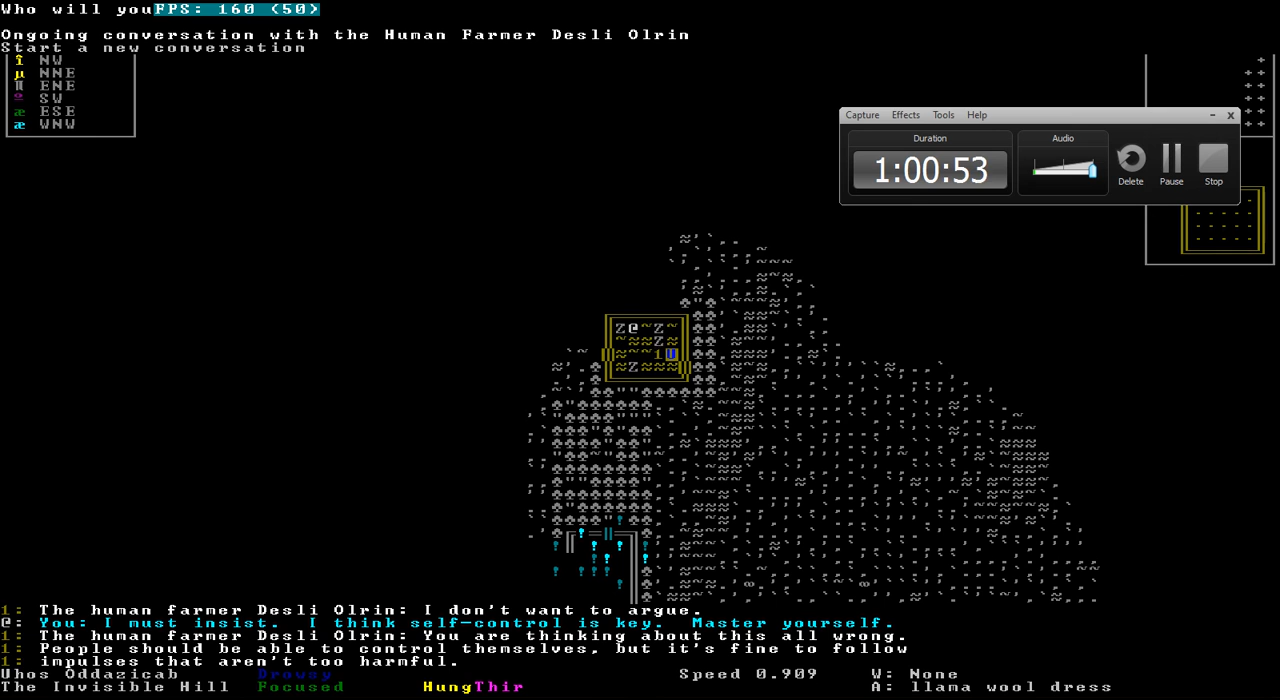 Who will you FPS: 160 (50)
Ongoing conversation with the Human Farmer Desli Olrin
Start a new conversation
NW
NNE
ENE
SW
ESE
WNW
Capture Effects Tools Help
Duration
Audio
1:00:53
Delete Pause Stop
1: The human farmer Desli Olrin: I don't want to argue.
@: You: I must insist. I think self-control is key. Master yourself.
1: The human farmer Desli Olrin: You are thinking about this all wrong.
1: People should be able to control themselves, but it's fine to follow
1: impulses that aren't too harmful.
Uhos Oddazicab Drowsy Speed 0.909 W: None
The Invisible Hill Focused HungThir A: llama wool dress